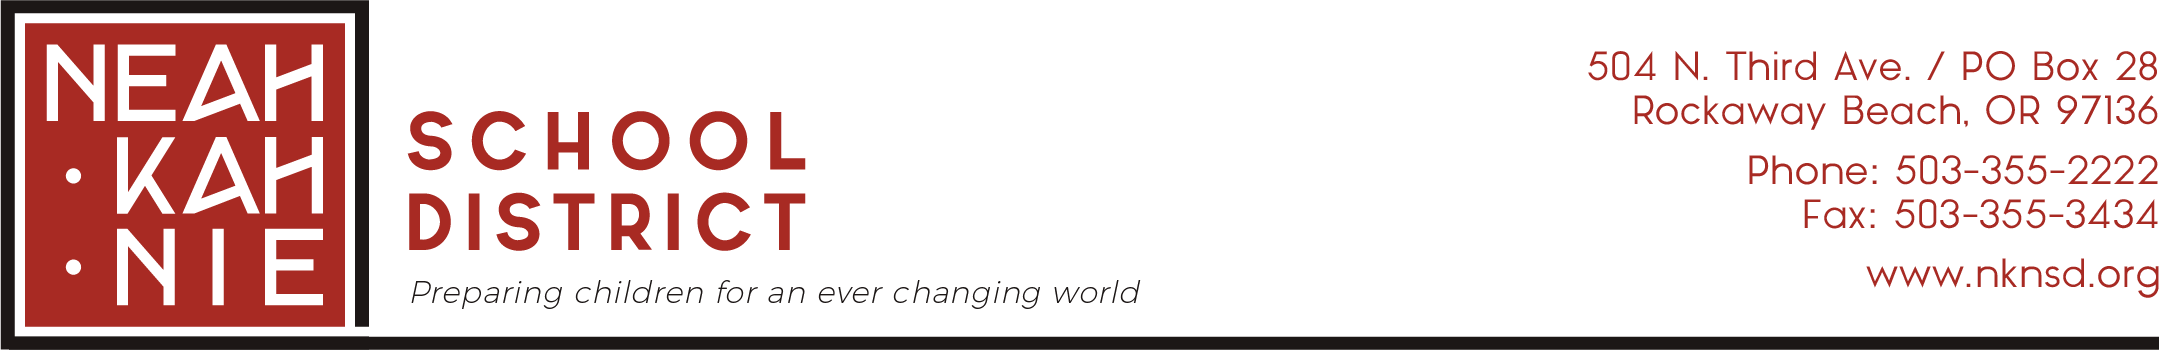 NEAH
KAH
NIE
SCHOOL
DISTRICT
Preparing children for an ever changing world
504 N. Third Ave. / PO Box 28
Rockaway Beach, OR 97136
Phone: 503-355-2222
Fax: 503-355-3434
www.nknsd.org